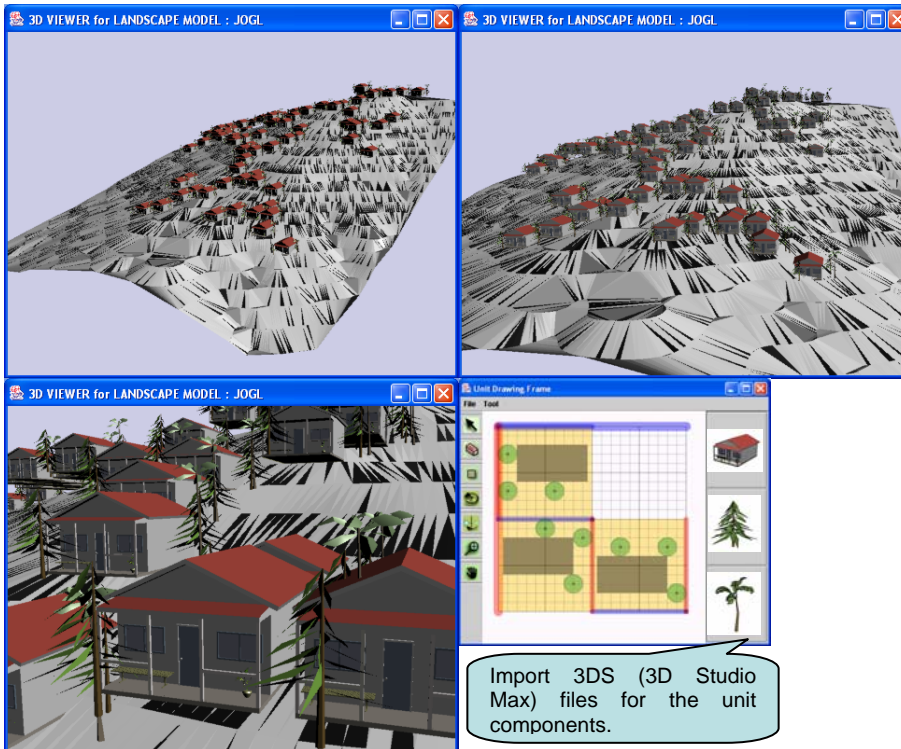 3D VIEWER for LANDSCAPE MODEL : JOGL
3D VIEWER for LANDSCAPE MODEL : JOGL
3D VIEWER for LANDSCAPE MODEL : JOGL
Unit Drawing Frame
File Tool
Import 3DS (3D Studio
Max) files for the unit
components.